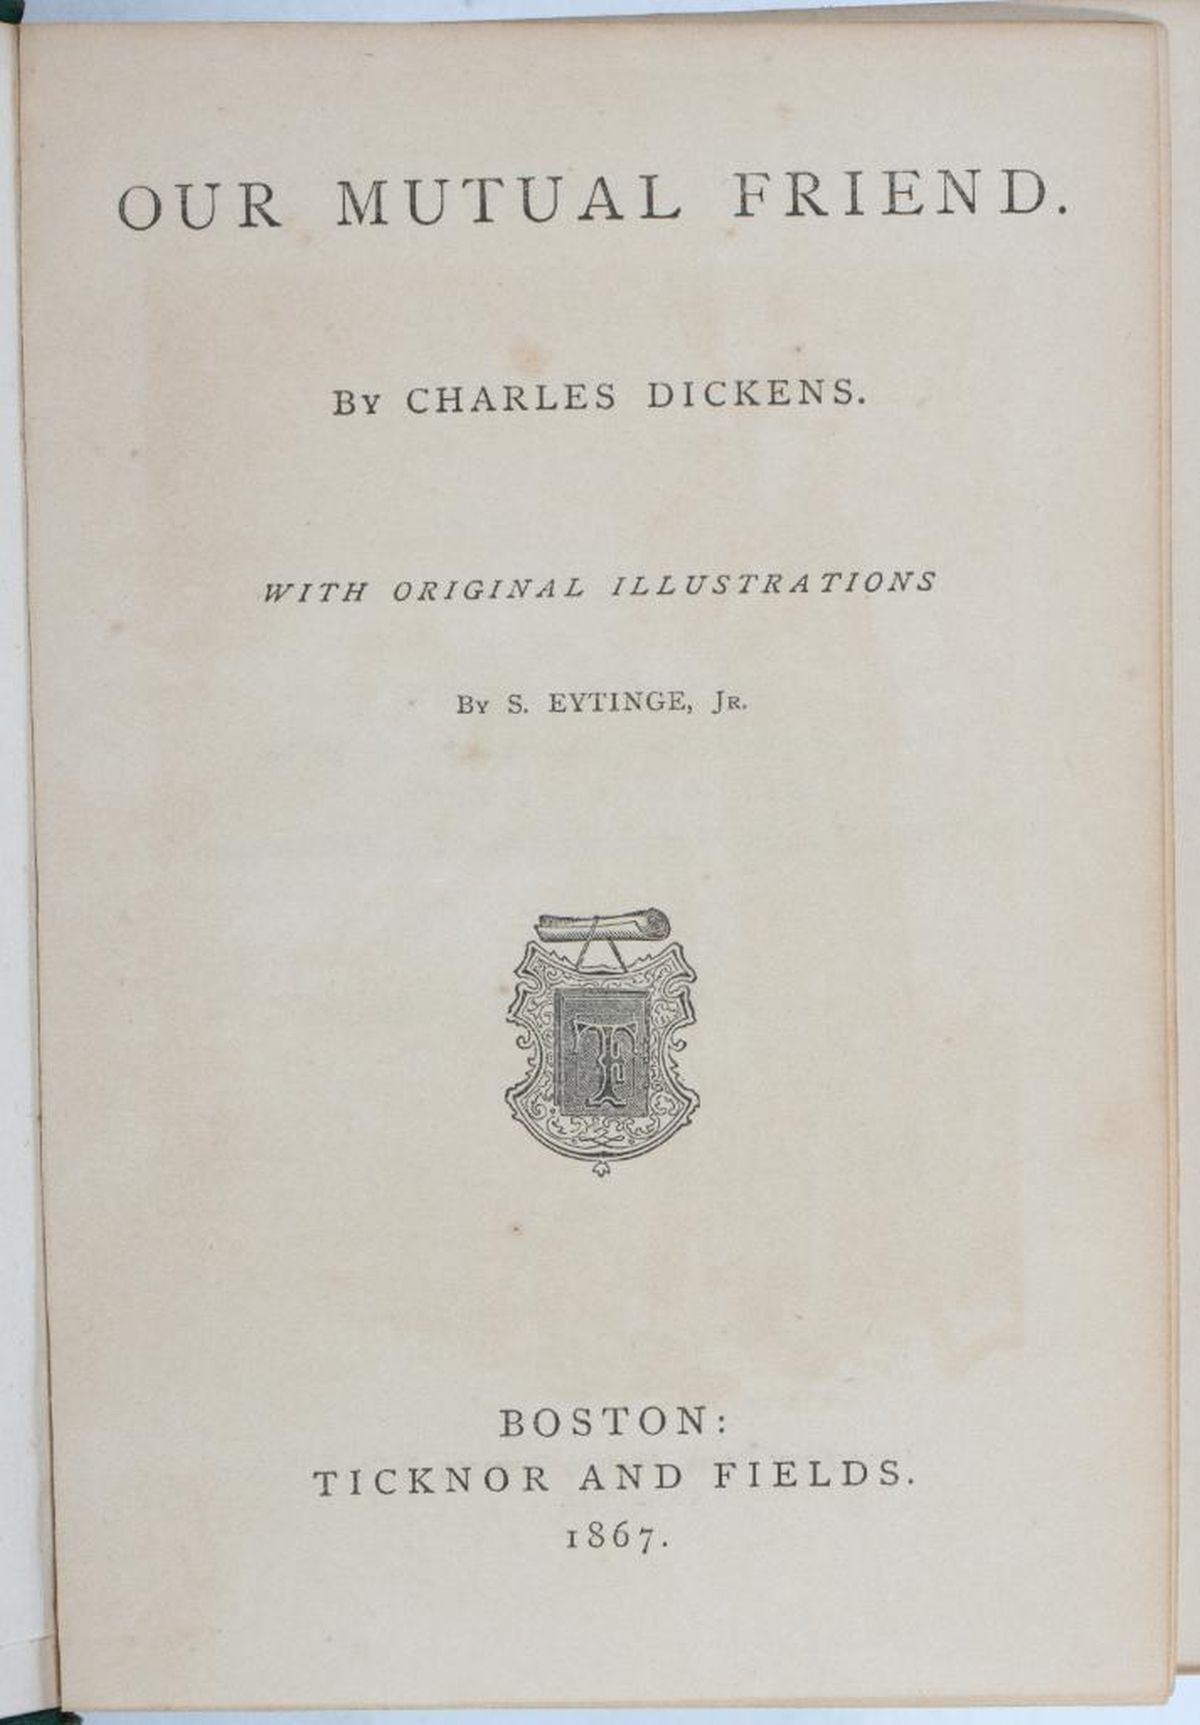 OUR MUTUAL FRIEND.
By CHARLES DICKENS.
WITH ORIGINAL ILLUSTRATIONS
By S. EYTINGE, Jr.
TF
BOSTON:
TICKNOR AND FIELDS.
1867.